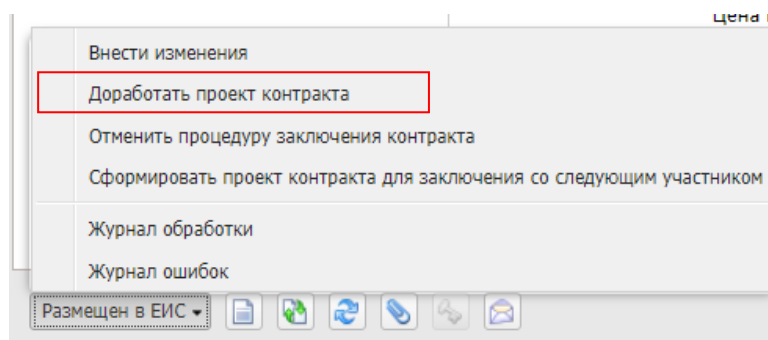 Цена
Внести изменения
Доработать проект контракта
Отменить процедуру заключения контракта
Сформировать проект контракта для заключения со следующим участником
Журнал обработки
Журнал ошибок
Размещен в ЕИС